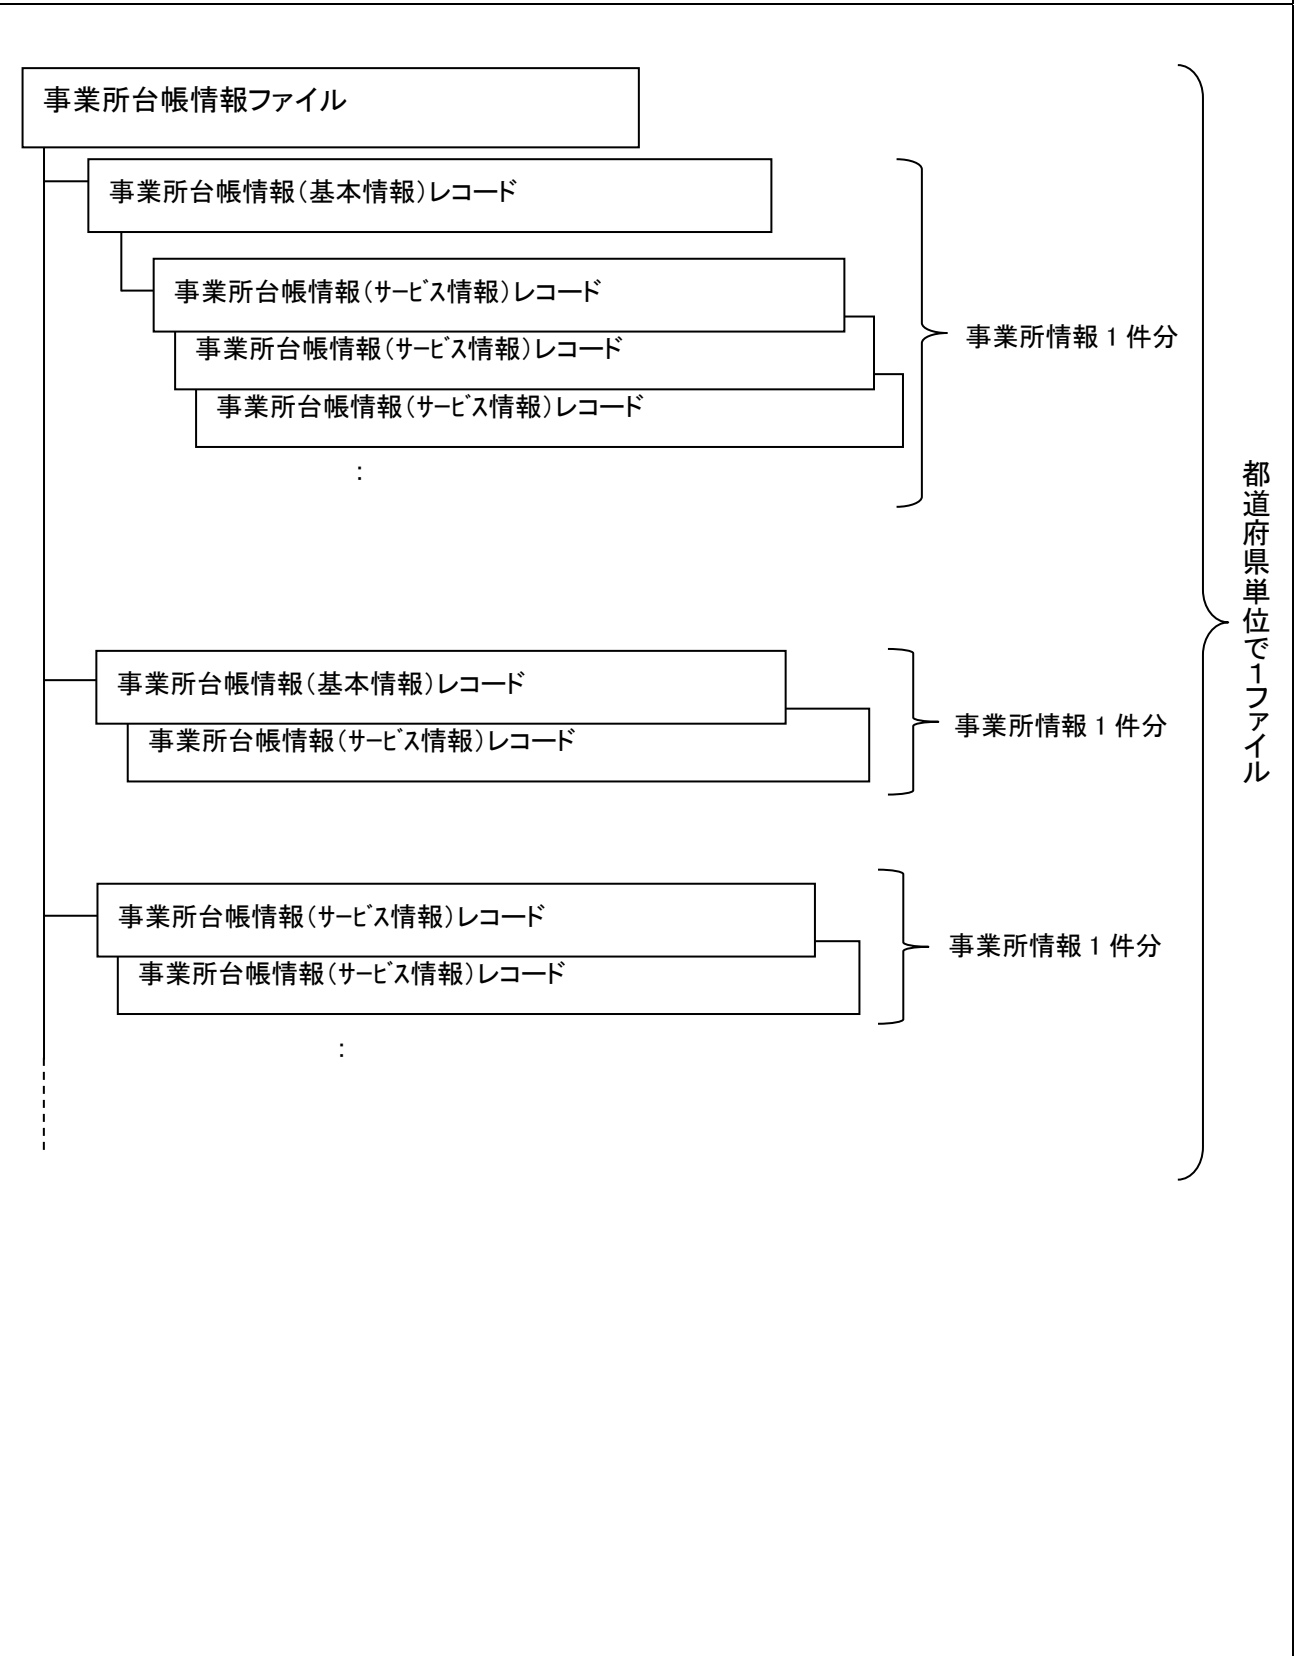 事業所台帳情報ファイル
事業所台帳情報（基本情報）レコード
事業所台帳情報（ｻｰﾋﾞｽ情報）レコード
事業所台帳情報（ｻｰﾋﾞｽ情報）レコード
事業所台帳情報（ｻｰﾋﾞｽ情報）レコード
：
事業所情報 1 件分
事業所台帳情報（基本情報）レコード
事業所台帳情報（ｻｰﾋﾞｽ情報）レコード
事業所情報 1 件分
事業所台帳情報（ｻｰﾋﾞｽ情報）レコード
事業所台帳情報（ｻｰﾋﾞｽ情報）レコード
：
事業所情報 1 件分
都道府県単位で１ファイル